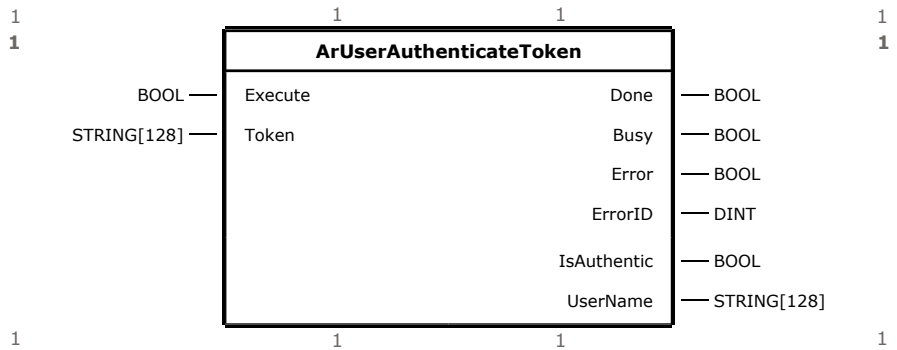 1 1 1 1
1 1
ArUserAuthenticateToken
BOOL Execute Done BOOL
STRING[128] Token Busy BOOL
Error BOOL
ErrorID DINT
IsAuthentic BOOL
UserName STRING[128]
1 1 1 1